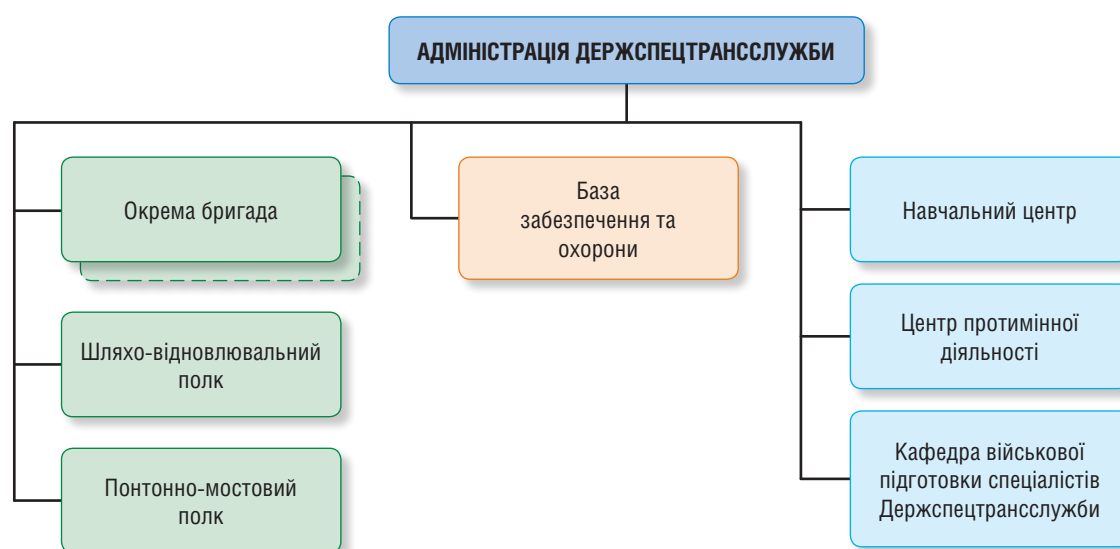 АДМІНІСТРАЦІЯ ДЕРЖСПЕЦТРАНССЛУЖБИ
Окрема бригада
Шляхо-відновлювальний
полк
Понтонно-мостовий
полк
База
забезпечення та
охорони
Навчальний центр
Центр протимінної
діяльності
Кафедра військової
підготовки спеціалістів
Держспецтрансслужби